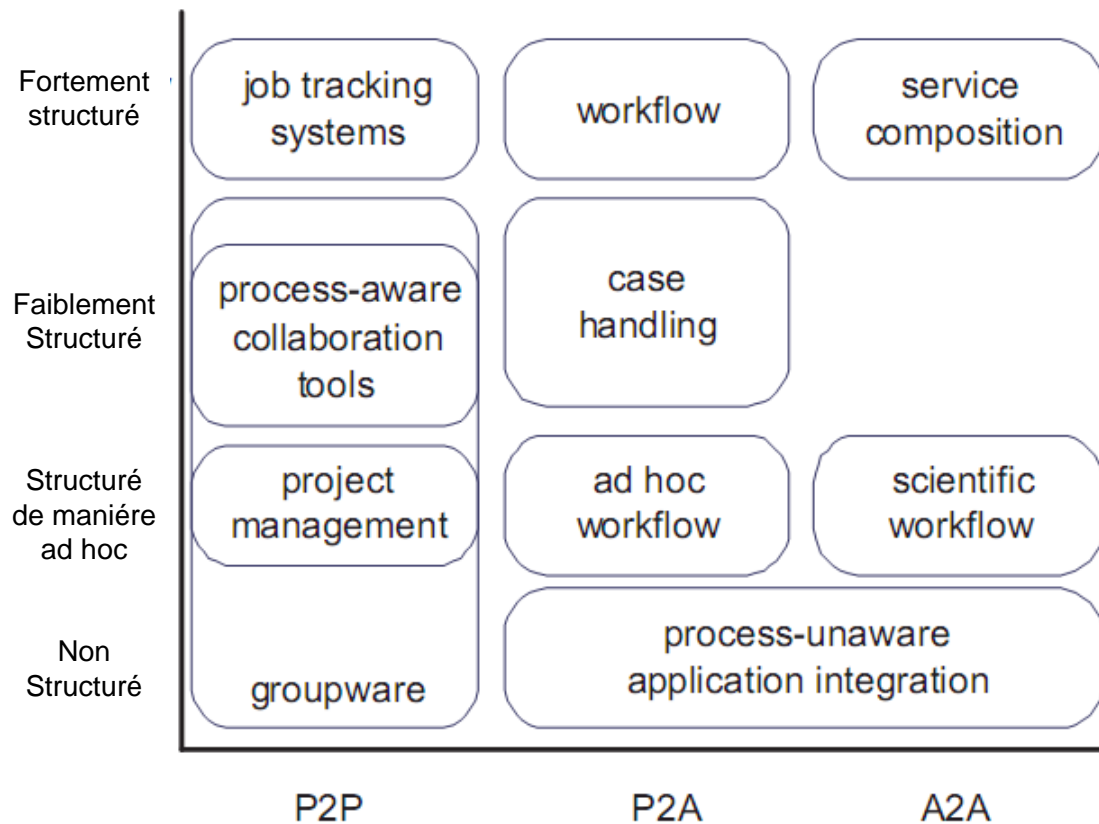 Fortement
structuré
job tracking
systems
workflow
service
composition
Faiblement
Structuré
process-aware
collaboration
tools
case
handling
Structuré
de maniére
ad hoc
project
management
ad hoc
workflow
scientific
workflow
Non
Structuré
groupware
process-unaware
application integration
P2P
P2A
A2A